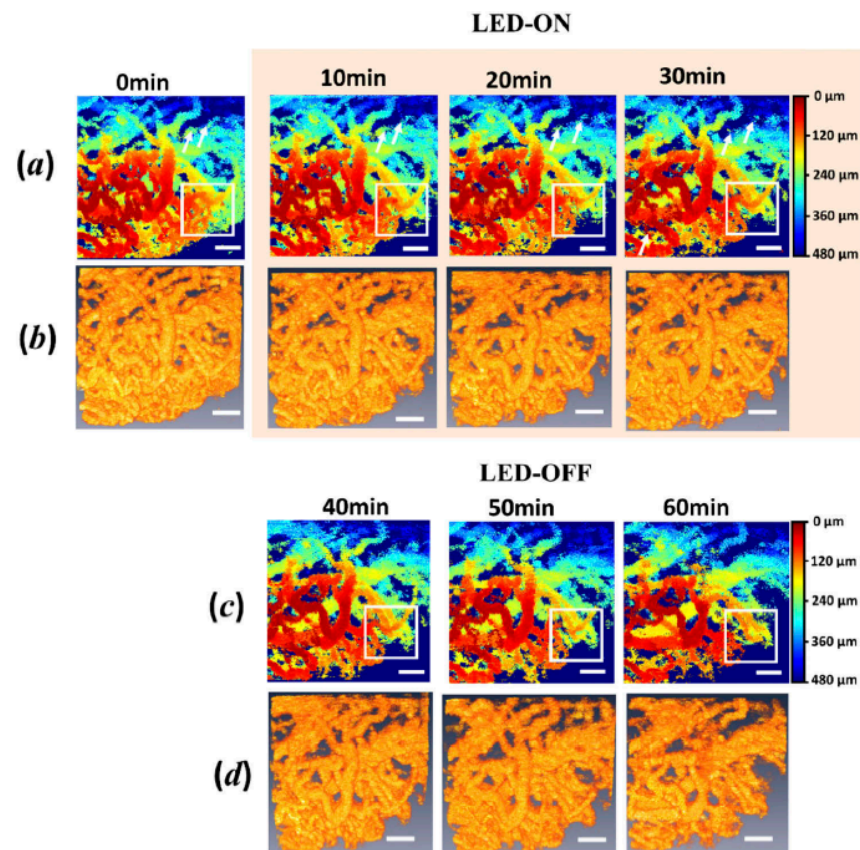 LED-ON
0min 10min 20min 30min
(a)
0 μm
120 μm
240 μm
360 μm
480 μm
(b)
LED-OFF
40min 50min 60min
(c)
0 μm
120 μm
240 μm
360 μm
480 μm
(d)